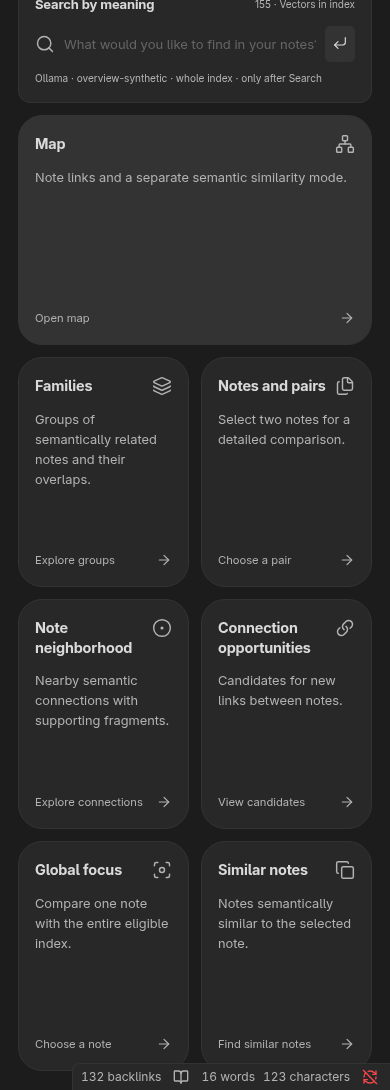 Search by meaning
155 · Vectors in index
What would you like to find in your notes?
Ollama · overview-synthetic · whole index · only after Search
Map
Note links and a separate semantic similarity mode.
Open map
Families
Groups of
semantically related
notes and their
overlaps.
Explore groups
Notes and pairs
Select two notes for a
detailed comparison.
Choose a pair
Note
neighborhood
Nearby semantic
connections with
supporting fragments.
Explore connections
Connection
opportunities
Candidates for new
links between notes.
View candidates
Global focus
Compare one note
with the entire eligible
index.
Choose a note
Similar notes
Notes semantically
similar to the selected
note.
Find similar notes
132 backlinks 16 words 123 characters